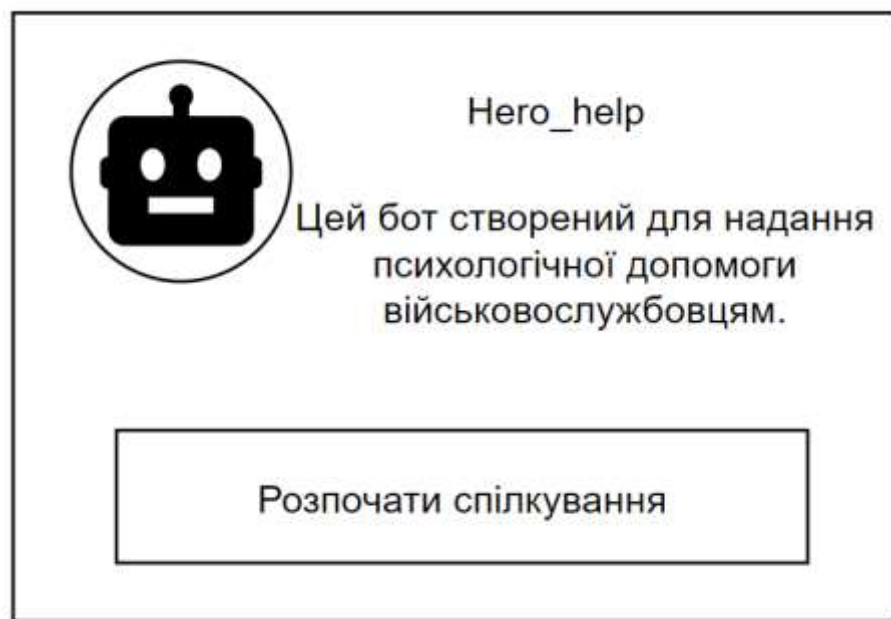 Hero_help
Цей бот створений для надання
психологічної допомоги
військовослужбовцям.
Розпочати спілкування